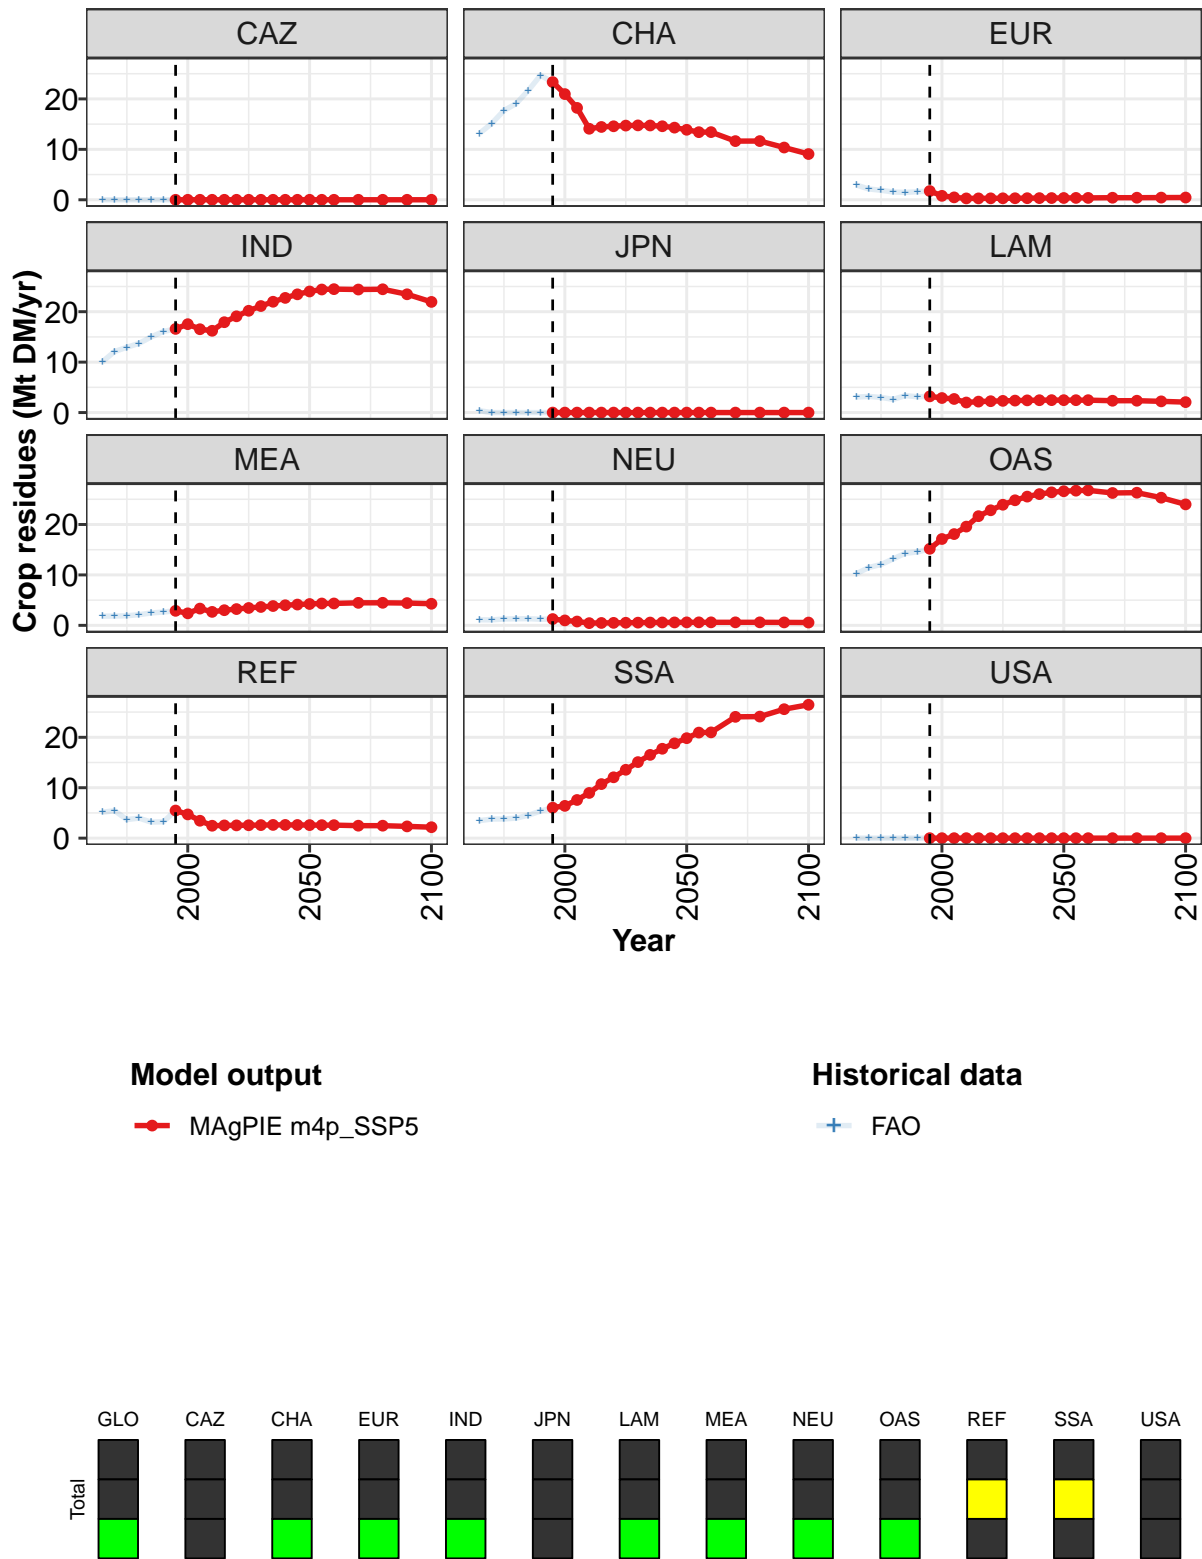 CAZ CHA EUR
20
10
0
IND JPN LAM
20
10
0
MEA NEU OAS
20
10
0
REF SSA USA
20
10
0
Crop residues (Mt DM/yr)
2000 2050 2100 2000 2050 2100 2000 2050 2100
Year
Model output Historical data
MAgPIE m4p_SSP5 FAO
GLO CAZ CHA EUR IND JPN LAM MEA NEU OAS REF SSA USA
Total